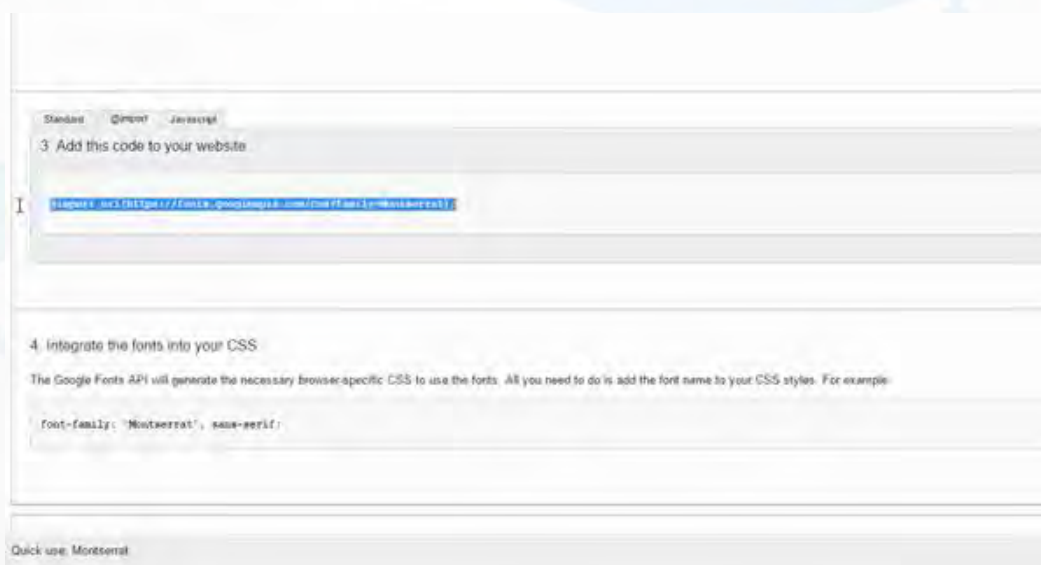 Standard @import Javascript
3. Add this code to your website
@import url(https://fonts.googleapis.com/css?family=Montserrat);
4. Integrate the fonts into your CSS
The Google Fonts API will generate the necessary browser-specific CSS to use the fonts. All you need to do is add the font name to your CSS styles. For example:
font-family: 'Montserrat', sans-serif;
Quick use: Montserrat